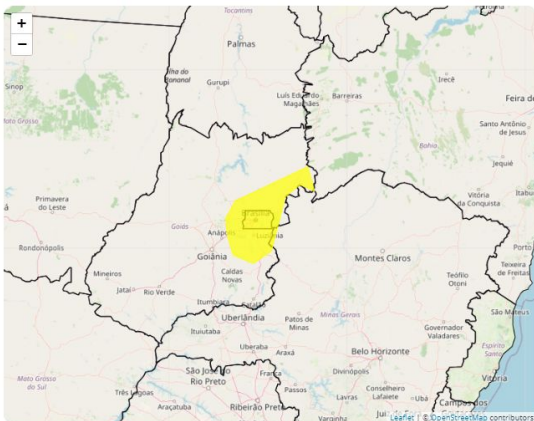 Tocantins
+
−
Palmas
Ilha do
Bananal
Gurupi
Sinop
Luís Eduardo
Magalhães
Barreiras
Irecê
Feira d
Mato Grosso
Santo Antônio
de Jesus
Bahia
Jequié
Primavera
do Leste
Vitória
da Conquista
Itabu
Goiás
Brasília
Anápolis
Luziânia
Rondonópolis
Goiânia
Montes Claros
Porto
Teixeira
de Freitas
Mineiros
Caldas
Novas
Teófilo
Otoni
Jataí
Rio Verde
Itumbiara
Catalão
São Mateus
Uberlândia
Patos de
Minas
Minas Gerais
Ituiutaba
Governador
Valadares
Espírito
Santo
Uberaba
Araxá
Belo Horizonte
São José do
Rio Preto
Franca
Divinópolis
Vitória
Mato Grosso
do Sul
Passos
Conselheiro
Lafaiete
Ubá
Três Lagoas
Araçatuba
Ribeirão Preto
Campos dos
Varginha
Leaflet | © OpenStreetMap contributors